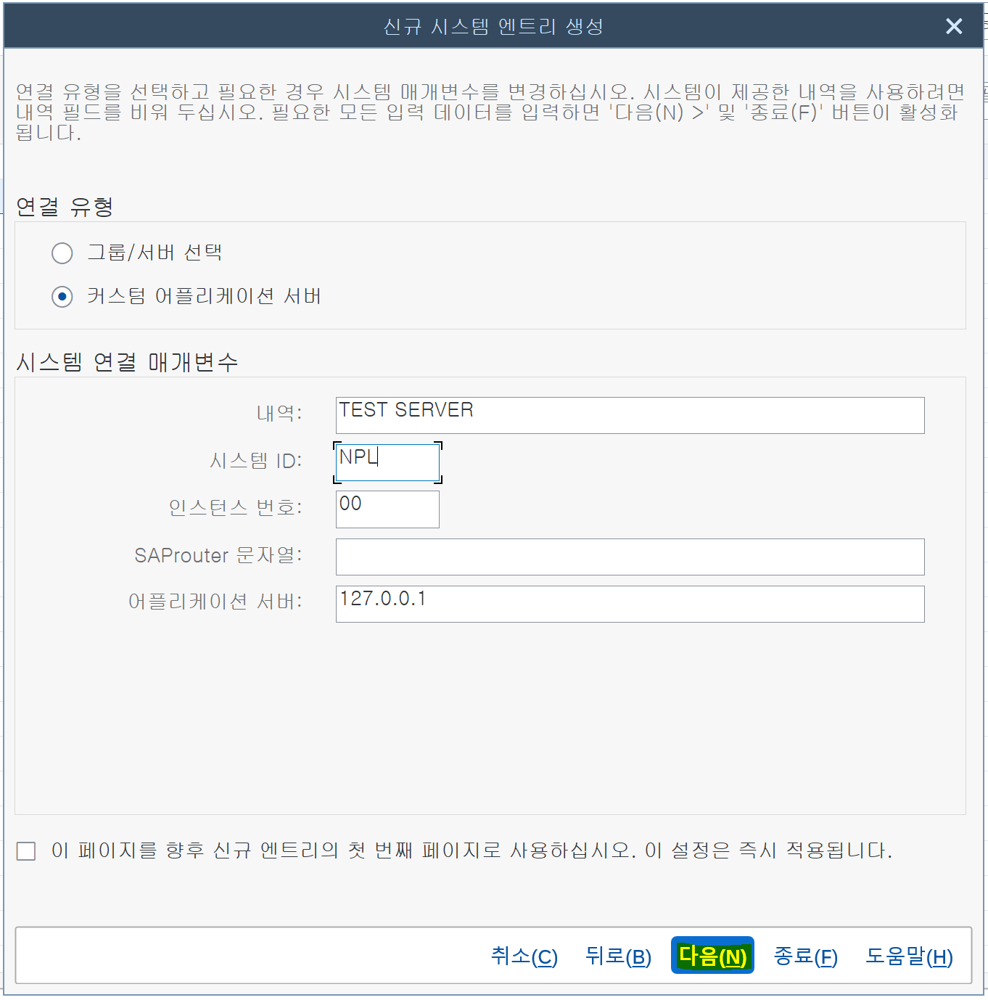 신규 시스템 엔트리 생성
연결 유형을 선택하고 필요한 경우 시스템 매개변수를 변경하십시오. 시스템이 제공한 내역을 사용하려면
내역 필드를 비워 두십시오. 필요한 모든 입력 데이터를 입력하면 '다음(N) >' 및 '종료(F)' 버튼이 활성화
됩니다.
연결 유형
그룹/서버 선택
커스텀 어플리케이션 서버
시스템 연결 매개변수
내역: TEST SERVER
시스템 ID: NPL
인스턴스 번호: 00
SAProuter 문자열:
어플리케이션 서버: 127.0.0.1
이 페이지를 향후 신규 엔트리의 첫 번째 페이지로 사용하십시오. 이 설정은 즉시 적용됩니다.
취소(C) 뒤로(B) 다음(N) 종료(F) 도움말(H)